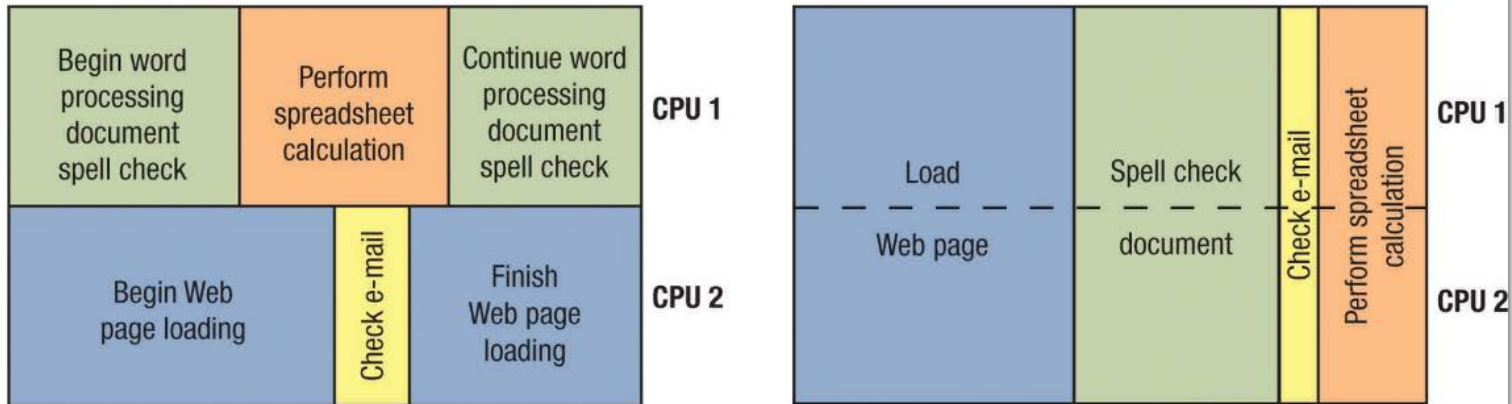 Begin word
processing
document
spell check
Perform
spreadsheet
calculation
Continue word
processing
document
spell check
CPU 1
Begin Web
page loading
Check e-mail
Finish
Web page
loading
CPU 2
Load
Web page
Spell check
document
Check e-mail
Perform spreadsheet
calculation
CPU 1
CPU 2